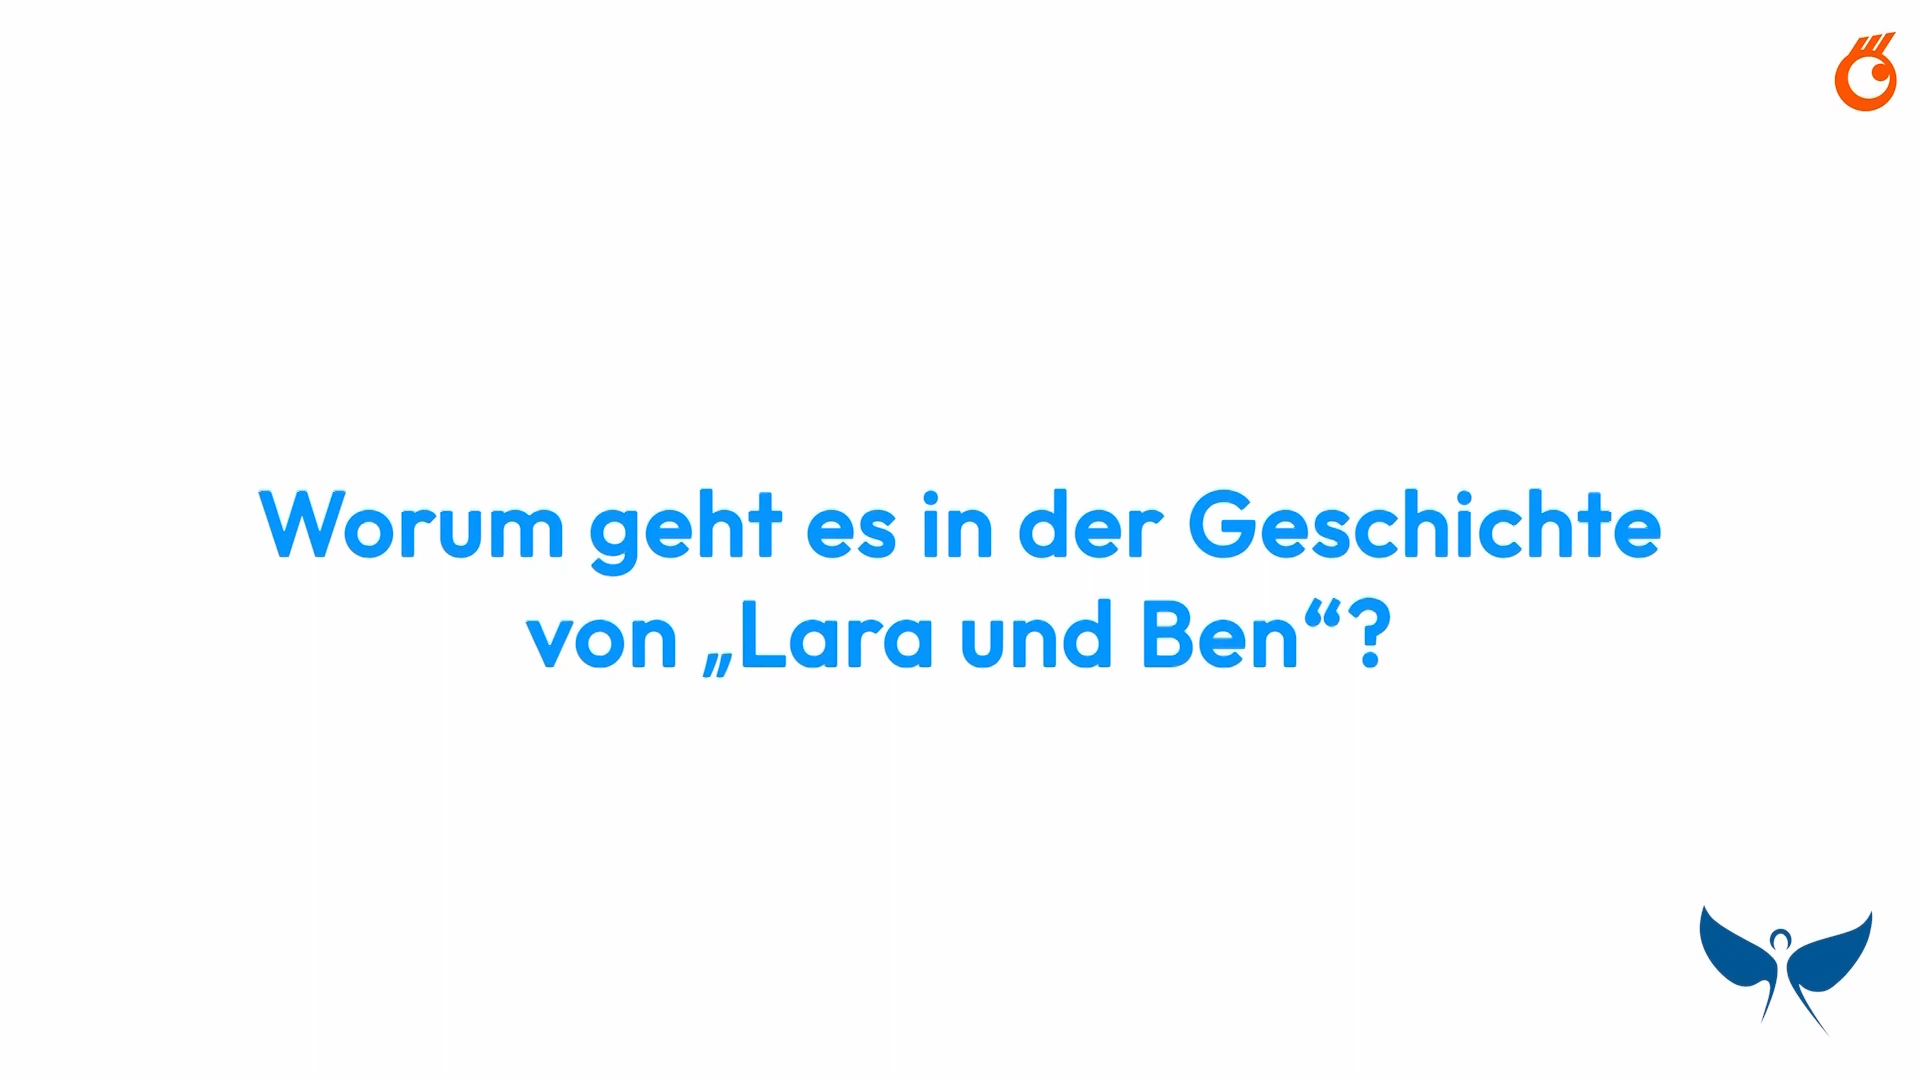 Worum geht es in der Geschichte
von „Lara und Ben“?